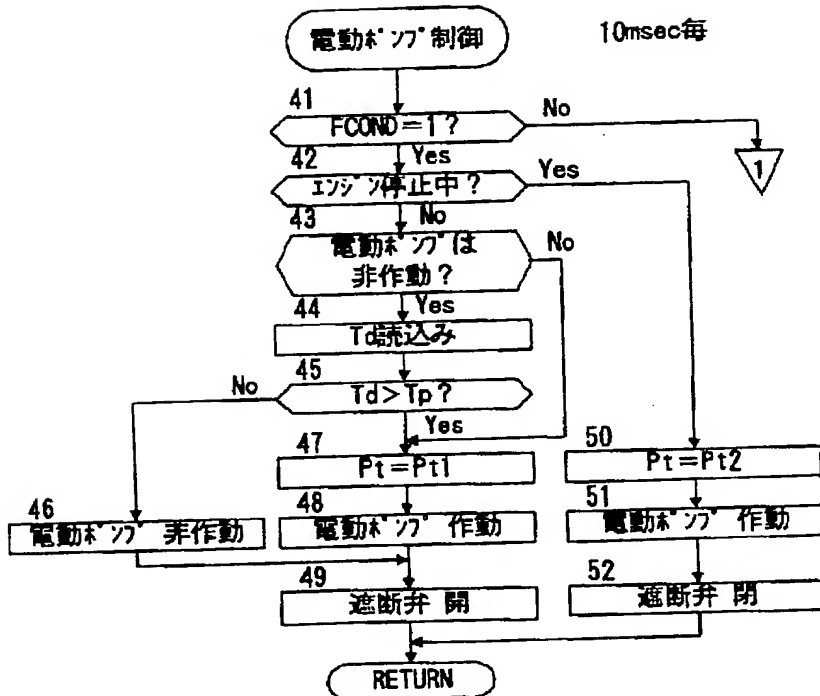 電動ポンプ制御
10msec毎
41
FCOND=1?
No
1
42
Yes
エンジン停止中?
Yes
43
No
電動ポンプは
非作動?
No
44
Yes
Td読込み
45
Td>Tp?
No
Yes
47
Pt=Pt1
50
Pt=Pt2
46
電動ポンプ 非作動
48
電動ポンプ 作動
51
電動ポンプ 作動
49
遮断弁 開
52
遮断弁 閉
RETURN